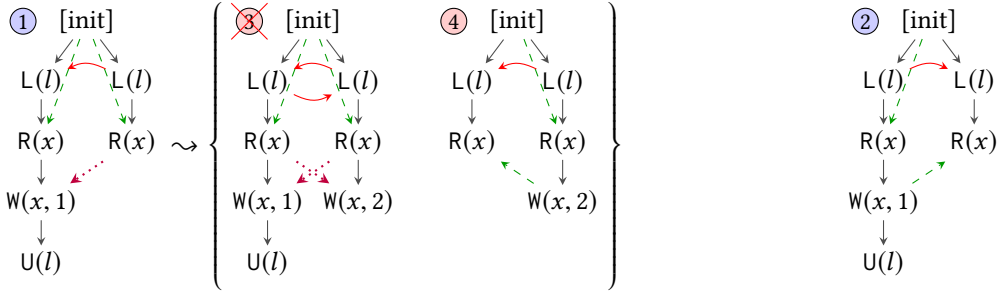 1 [init] 3 [init] 4 [init] 2 [init]
L(l) L(l) L(l) L(l) L(l) L(l) L(l) L(l)
R(x) R(x) ⤳ R(x) R(x) R(x) R(x) R(x) R(x)
W(x, 1) W(x, 1) W(x, 2) W(x, 2) W(x, 1)
U(l) U(l) U(l)